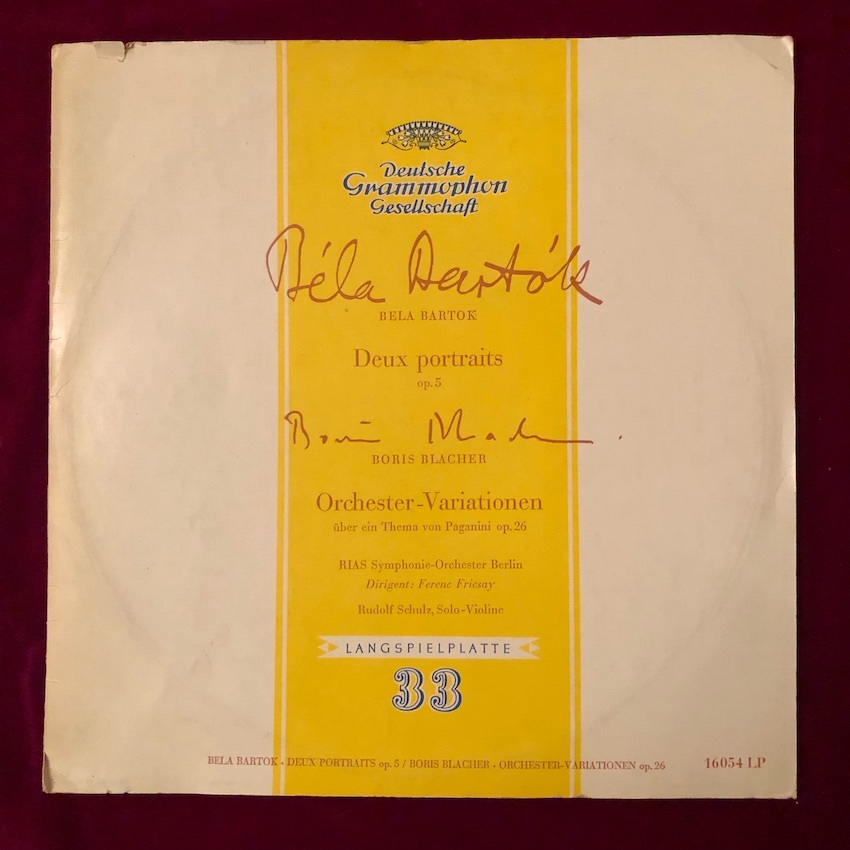 Deutsche
Grammophon
Gesellschaft
Béla Bartók
BELA BARTOK
Deux portraits
op. 5
Boris Blacher
BORIS BLACHER
Orchester-Variationen
über ein Thema von Paganini op. 26
RIAS Symphonie-Orchester Berlin
Dirigent: Ferenc Fricsay
Rudolf Schulz, Solo-Violine
LANGSPIELPLATTE
33
BELA BARTOK - DEUX PORTRAITS op. 5 / BORIS BLACHER - ORCHESTER-VARIATIONEN op. 26
16054 LP